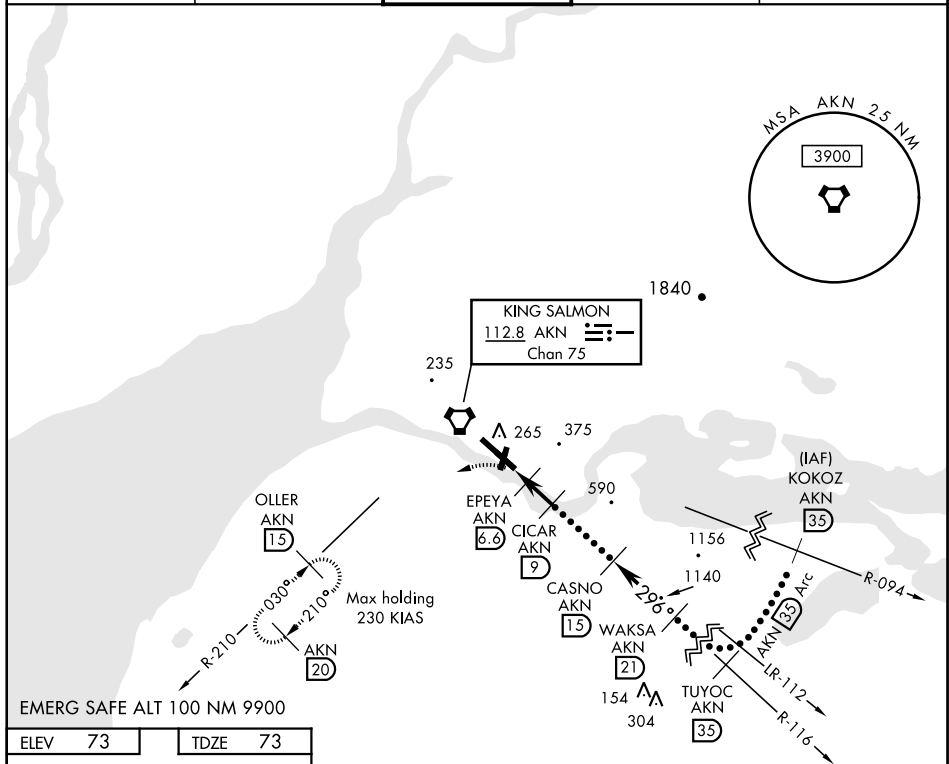 MSA AKN 25 NM
3900
1840
KING SALMON
112.8 AKN
Chan 75
235
265
375
590
(IAF)
KOKOZ
AKN
35
OLLER
AKN
15
EPEYA
AKN
6.6
CICAR
AKN
9
1156
1140
R-094
030°
210°
Max holding
230 KIAS
CASNO
AKN
15
296°
AKN 35 Arc
R-210
AKN
20
WAKSA
AKN
21
LR-112
154
304
TUYOC
AKN
35
R-116
EMERG SAFE ALT 100 NM 9900
ELEV 73
TDZE 73